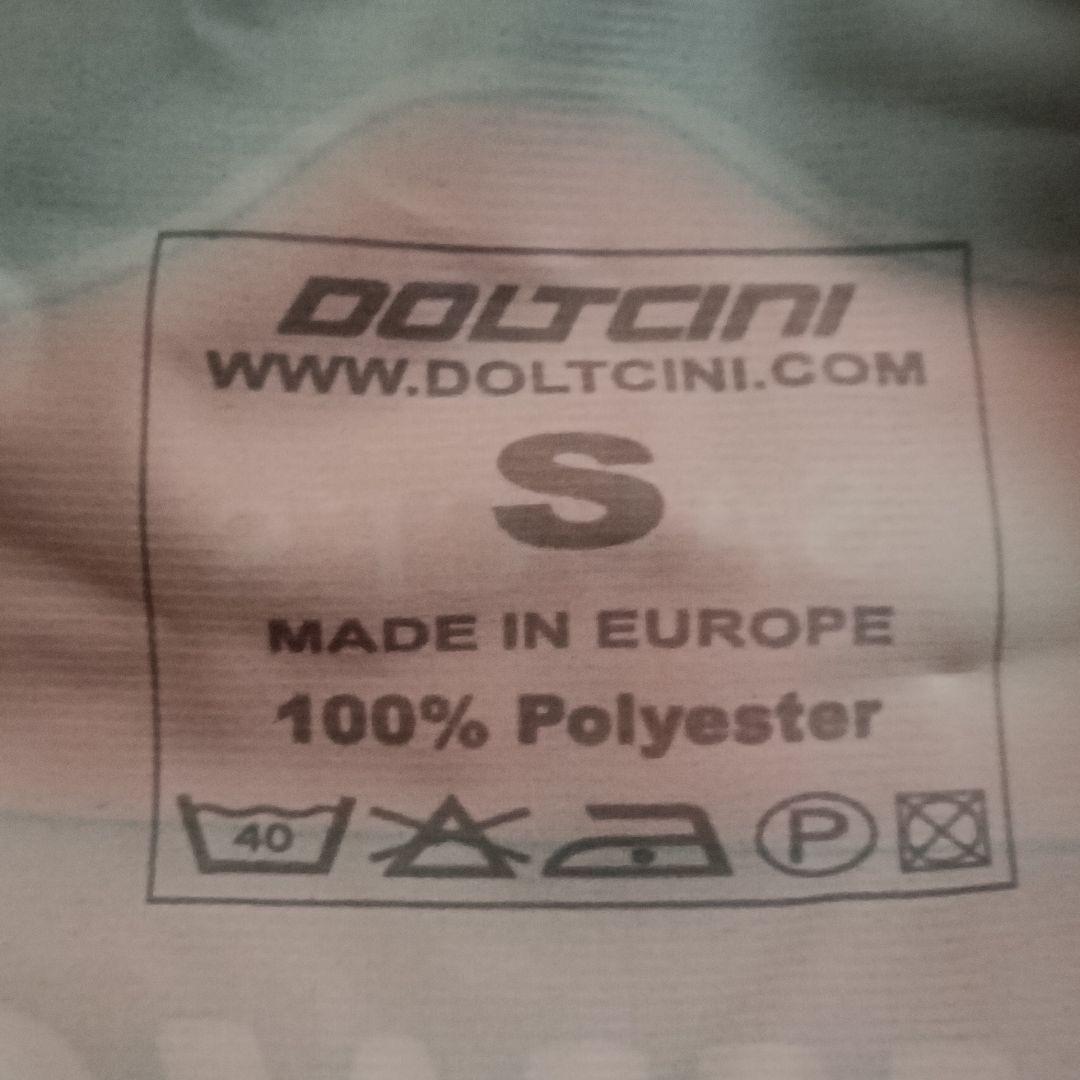 DOLTCINI
WWW.DOLTCINI.COM
S
MADE IN EUROPE
100% Polyester
40 P